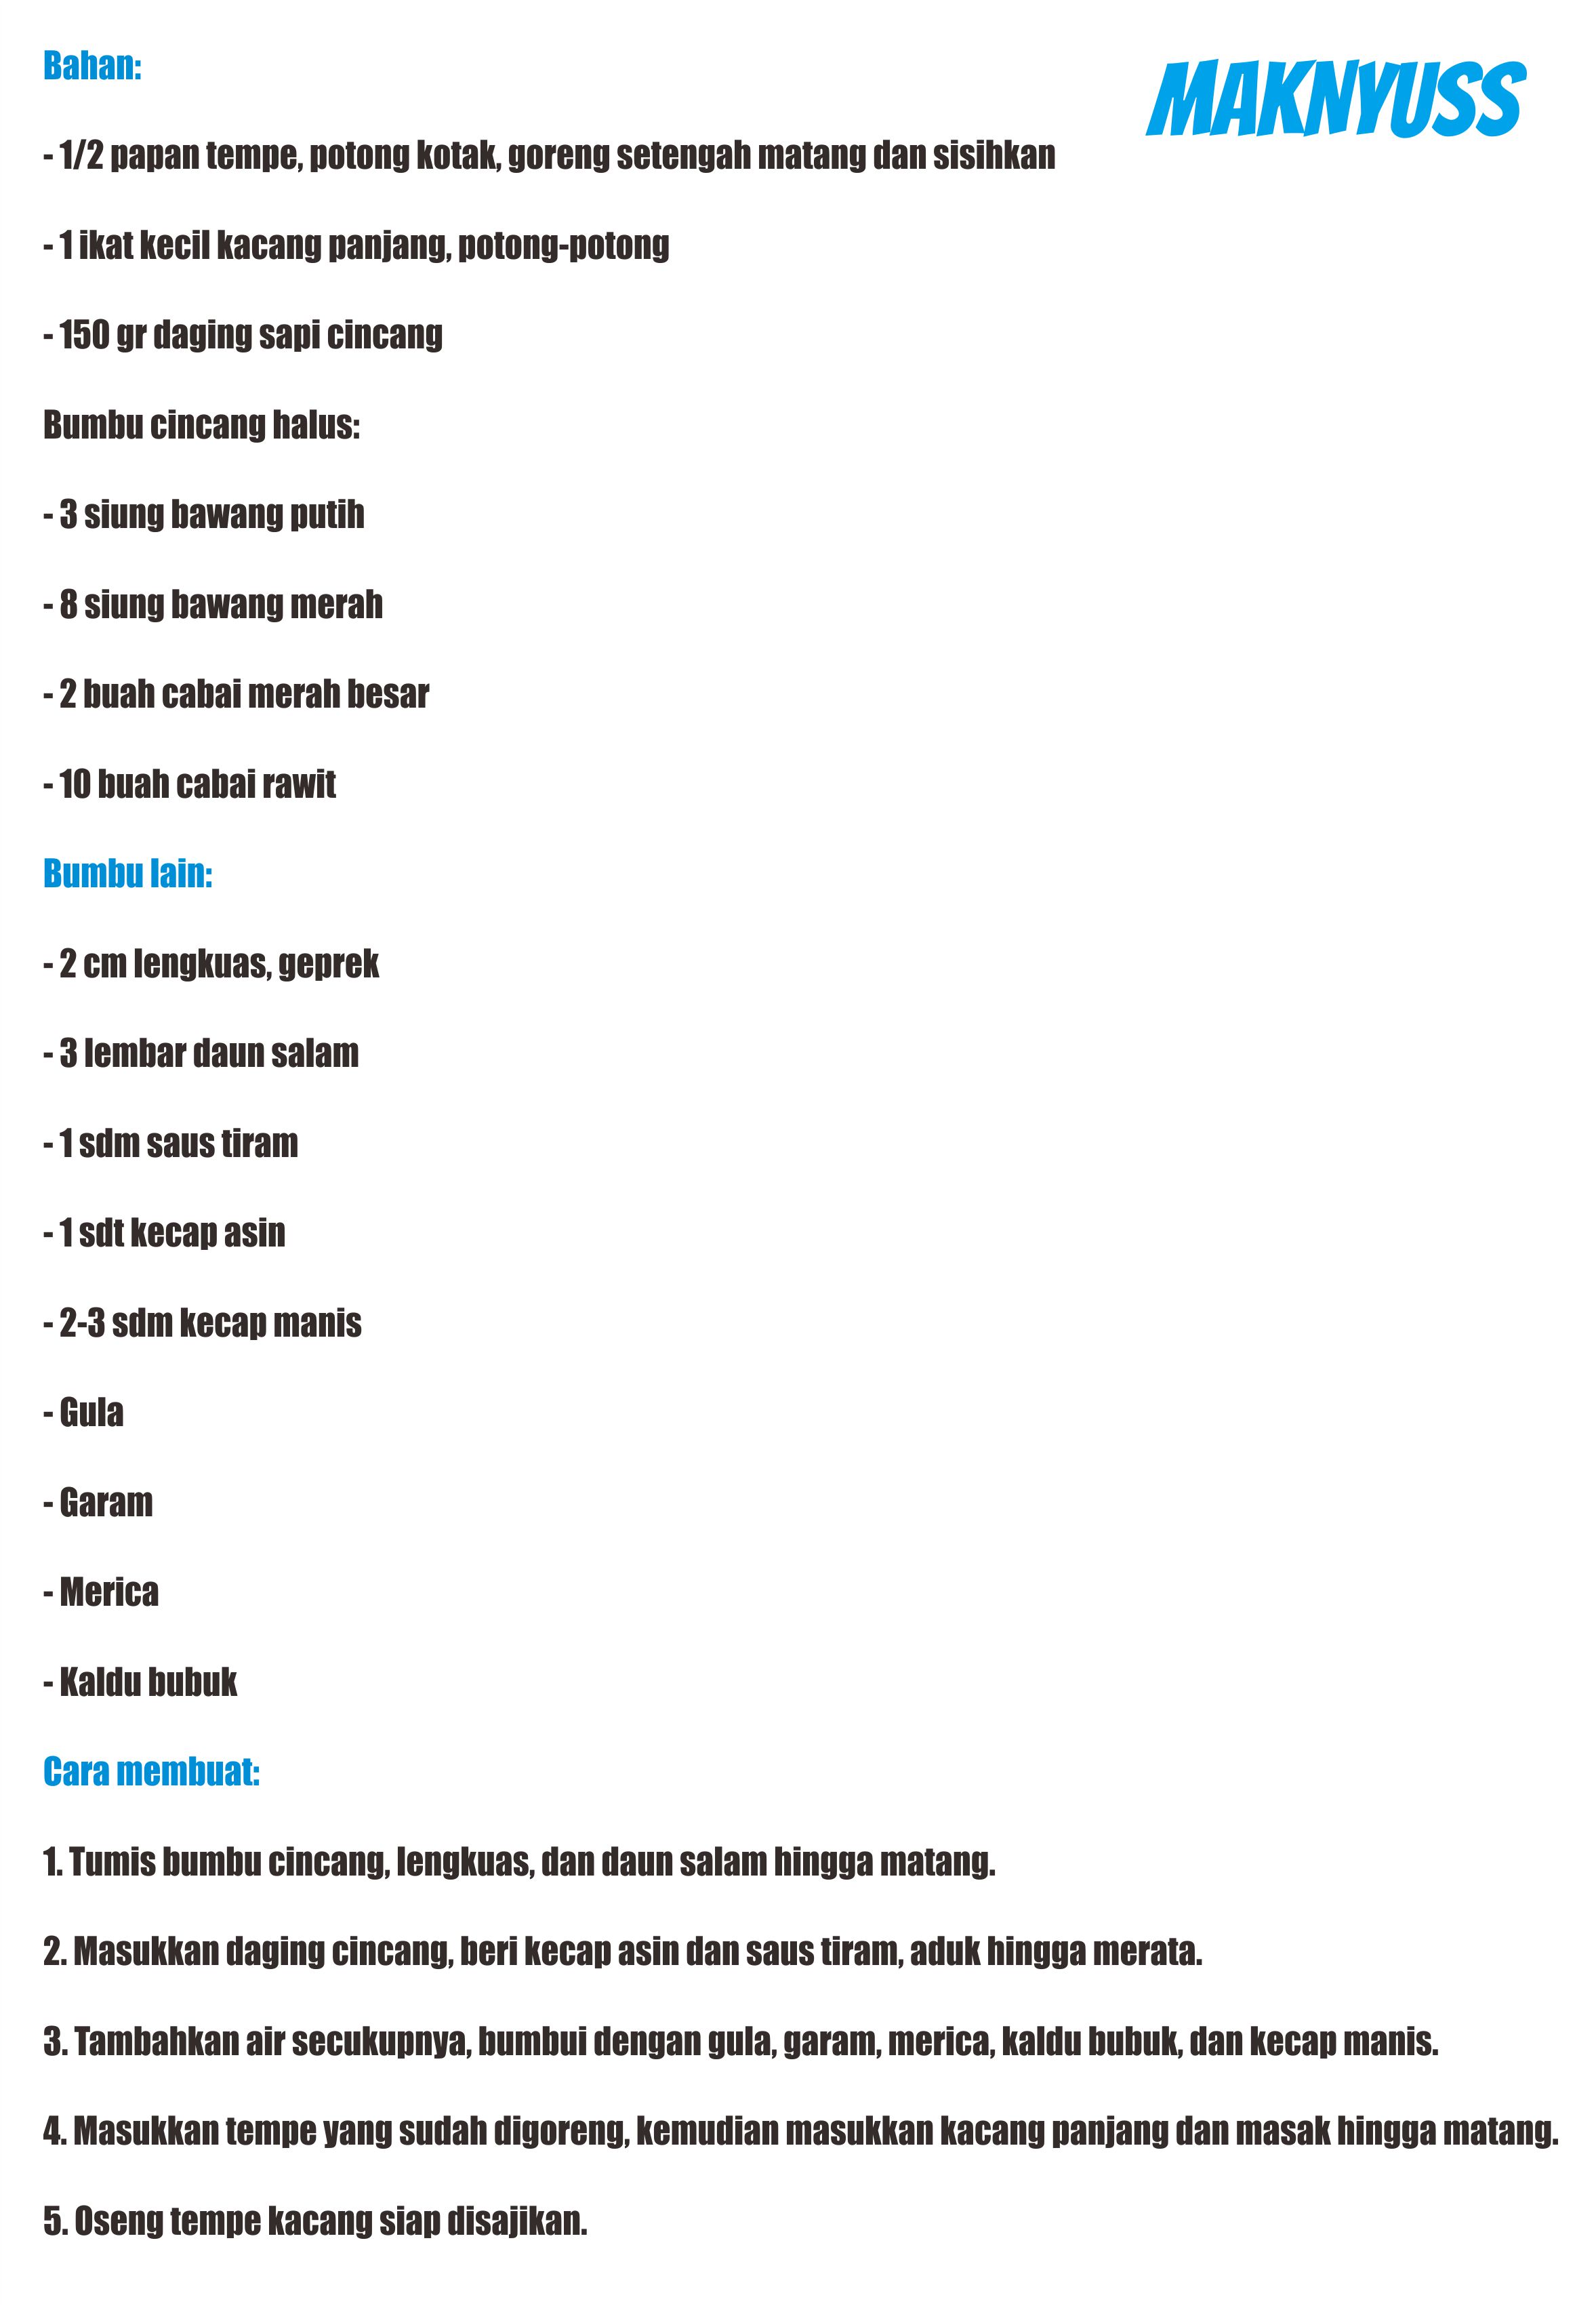 Bahan:
MAKNYUSS
- 1/2 papan tempe, potong kotak, goreng setengah matang dan sisihkan
- 1 ikat kecil kacang panjang, potong-potong
- 150 gr daging sapi cincang
Bumbu cincang halus:
- 3 siung bawang putih
- 8 siung bawang merah
- 2 buah cabai merah besar
- 10 buah cabai rawit
Bumbu lain:
- 2 cm lengkuas, geprek
- 3 lembar daun salam
- 1 sdm saus tiram
- 1 sdt kecap asin
- 2-3 sdm kecap manis
- Gula
- Garam
- Merica
- Kaldu bubuk
Cara membuat:
1. Tumis bumbu cincang, lengkuas, dan daun salam hingga matang.
2. Masukkan daging cincang, beri kecap asin dan saus tiram, aduk hingga merata.
3. Tambahkan air secukupnya, bumbui dengan gula, garam, merica, kaldu bubuk, dan kecap manis.
4. Masukkan tempe yang sudah digoreng, kemudian masukkan kacang panjang dan masak hingga matang.
5. Oseng tempe kacang siap disajikan.